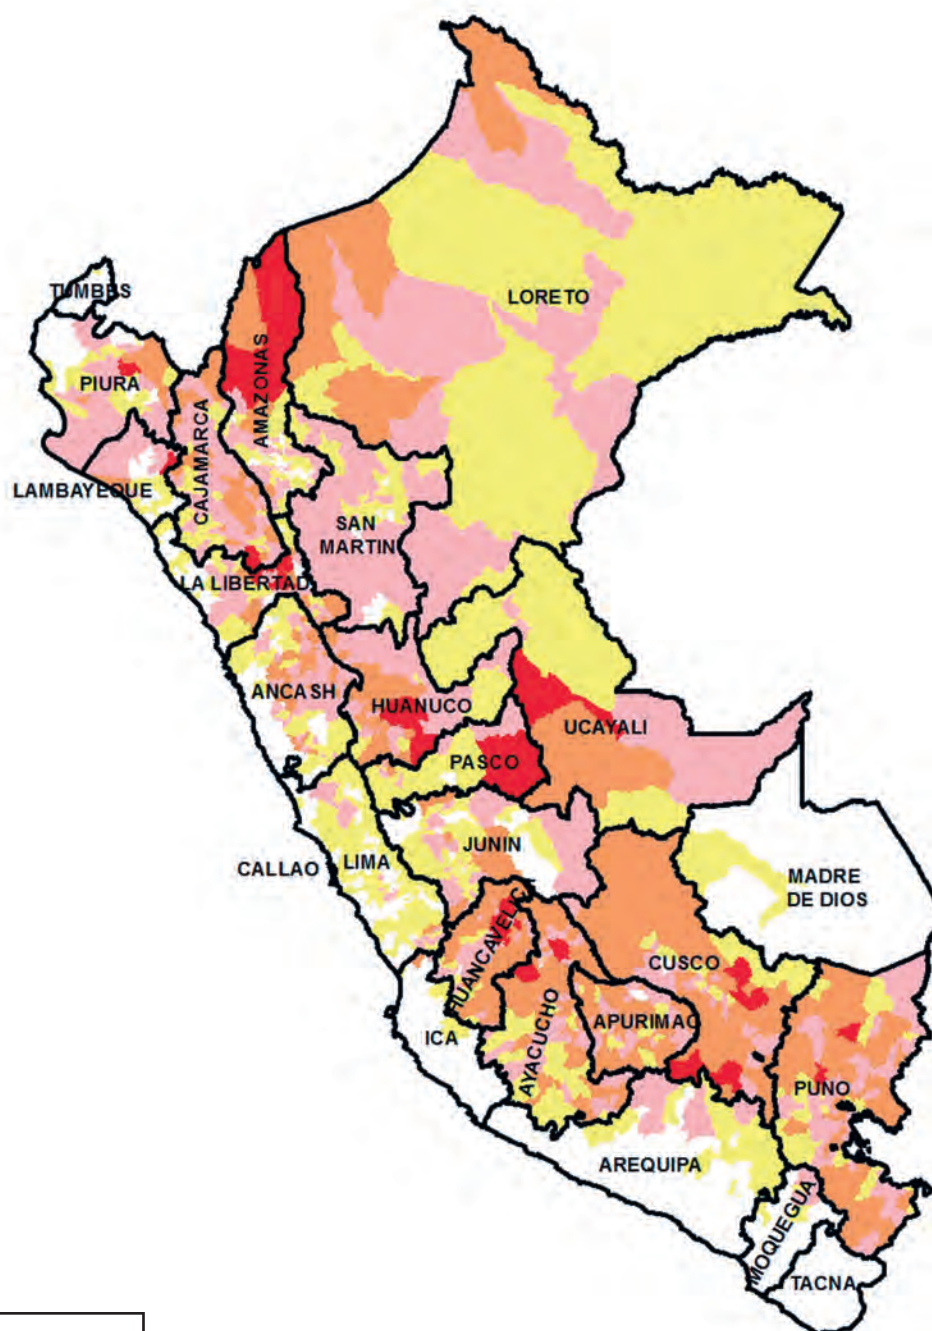 LORETO
TUMBES
PIURA
AMAZONAS
CAJAMARCA
LAMBAYEQUE
SAN
MARTIN
LA LIBERTAD
ANCASH
HUANUCO
UCAYALI
PASCO
JUNIN
LIMA
CALLAO
MADRE
DE DIOS
HUANCAVELIC
CUSCO
ICA
AYACUCHO
APURIMAC
PUNO
AREQUIPA
MOQUEGUA
TACNA